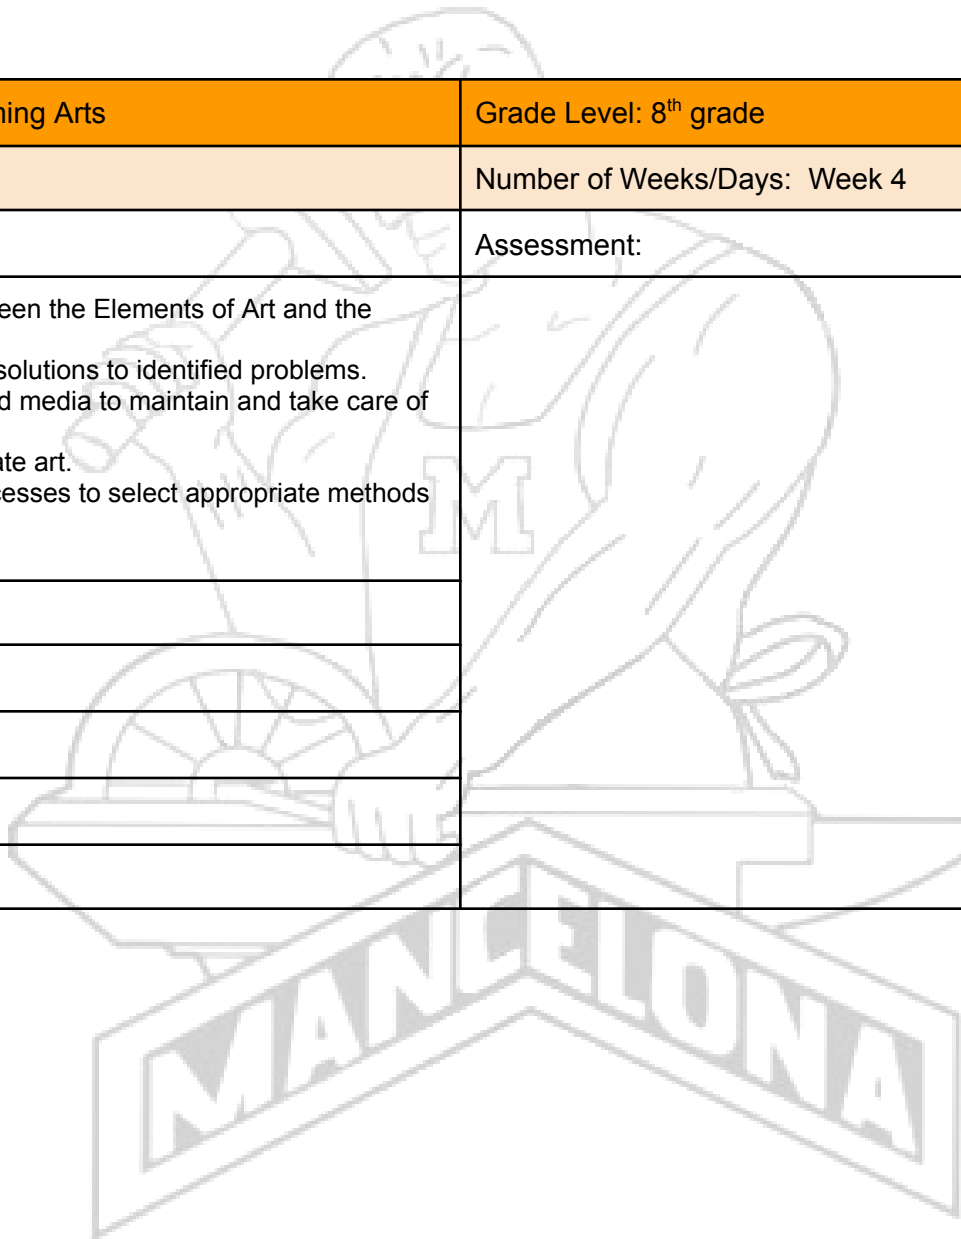 ning Arts
Grade Level: 8th grade
Number of Weeks/Days: Week 4
Assessment:
een the Elements of Art and the
solutions to identified problems.
d media to maintain and take care of
ate art.
cesses to select appropriate methods
M
MANCELONA